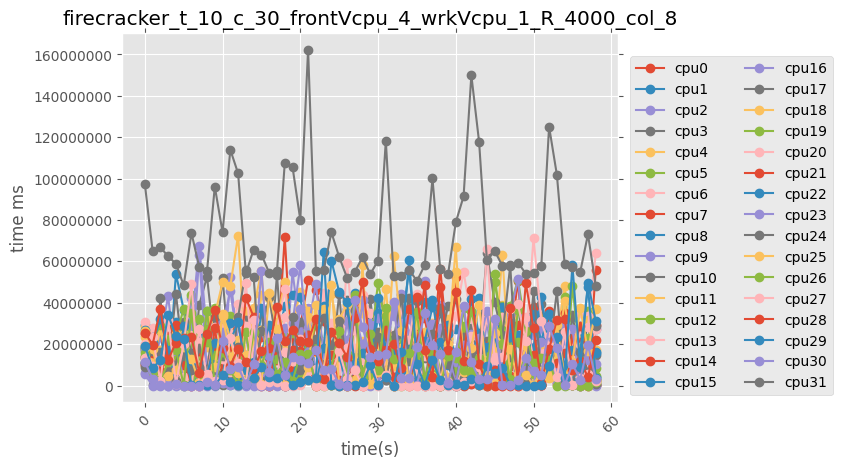 firecracker_t_10_c_30_frontVcpu_4_wrkVcpu_1_R_4000_col_8
160000000
140000000
120000000
100000000
80000000
60000000
40000000
20000000
0
time ms
0 10 20 30 40 50 60
time(s)
cpu0 cpu16
cpu1 cpu17
cpu2 cpu18
cpu3 cpu19
cpu4 cpu20
cpu5 cpu21
cpu6 cpu22
cpu7 cpu23
cpu8 cpu24
cpu9 cpu25
cpu10 cpu26
cpu11 cpu27
cpu12 cpu28
cpu13 cpu29
cpu14 cpu30
cpu15 cpu31